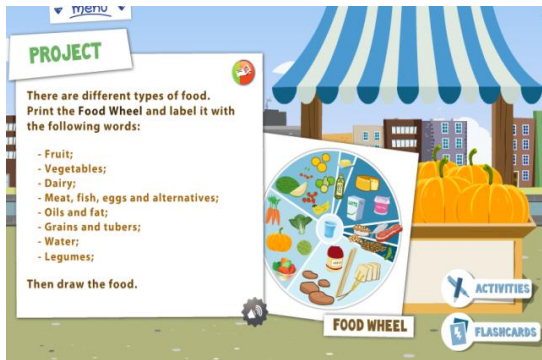 menu
PROJECT
There are different types of food.
Print the Food Wheel and label it with
the following words:
- Fruit;
- Vegetables;
- Dairy;
- Meat, fish, eggs and alternatives;
- Oils and fat;
- Grains and tubers;
- Water;
- Legumes;
Then draw the food.
FOOD WHEEL
ACTIVITIES
FLASHCARDS